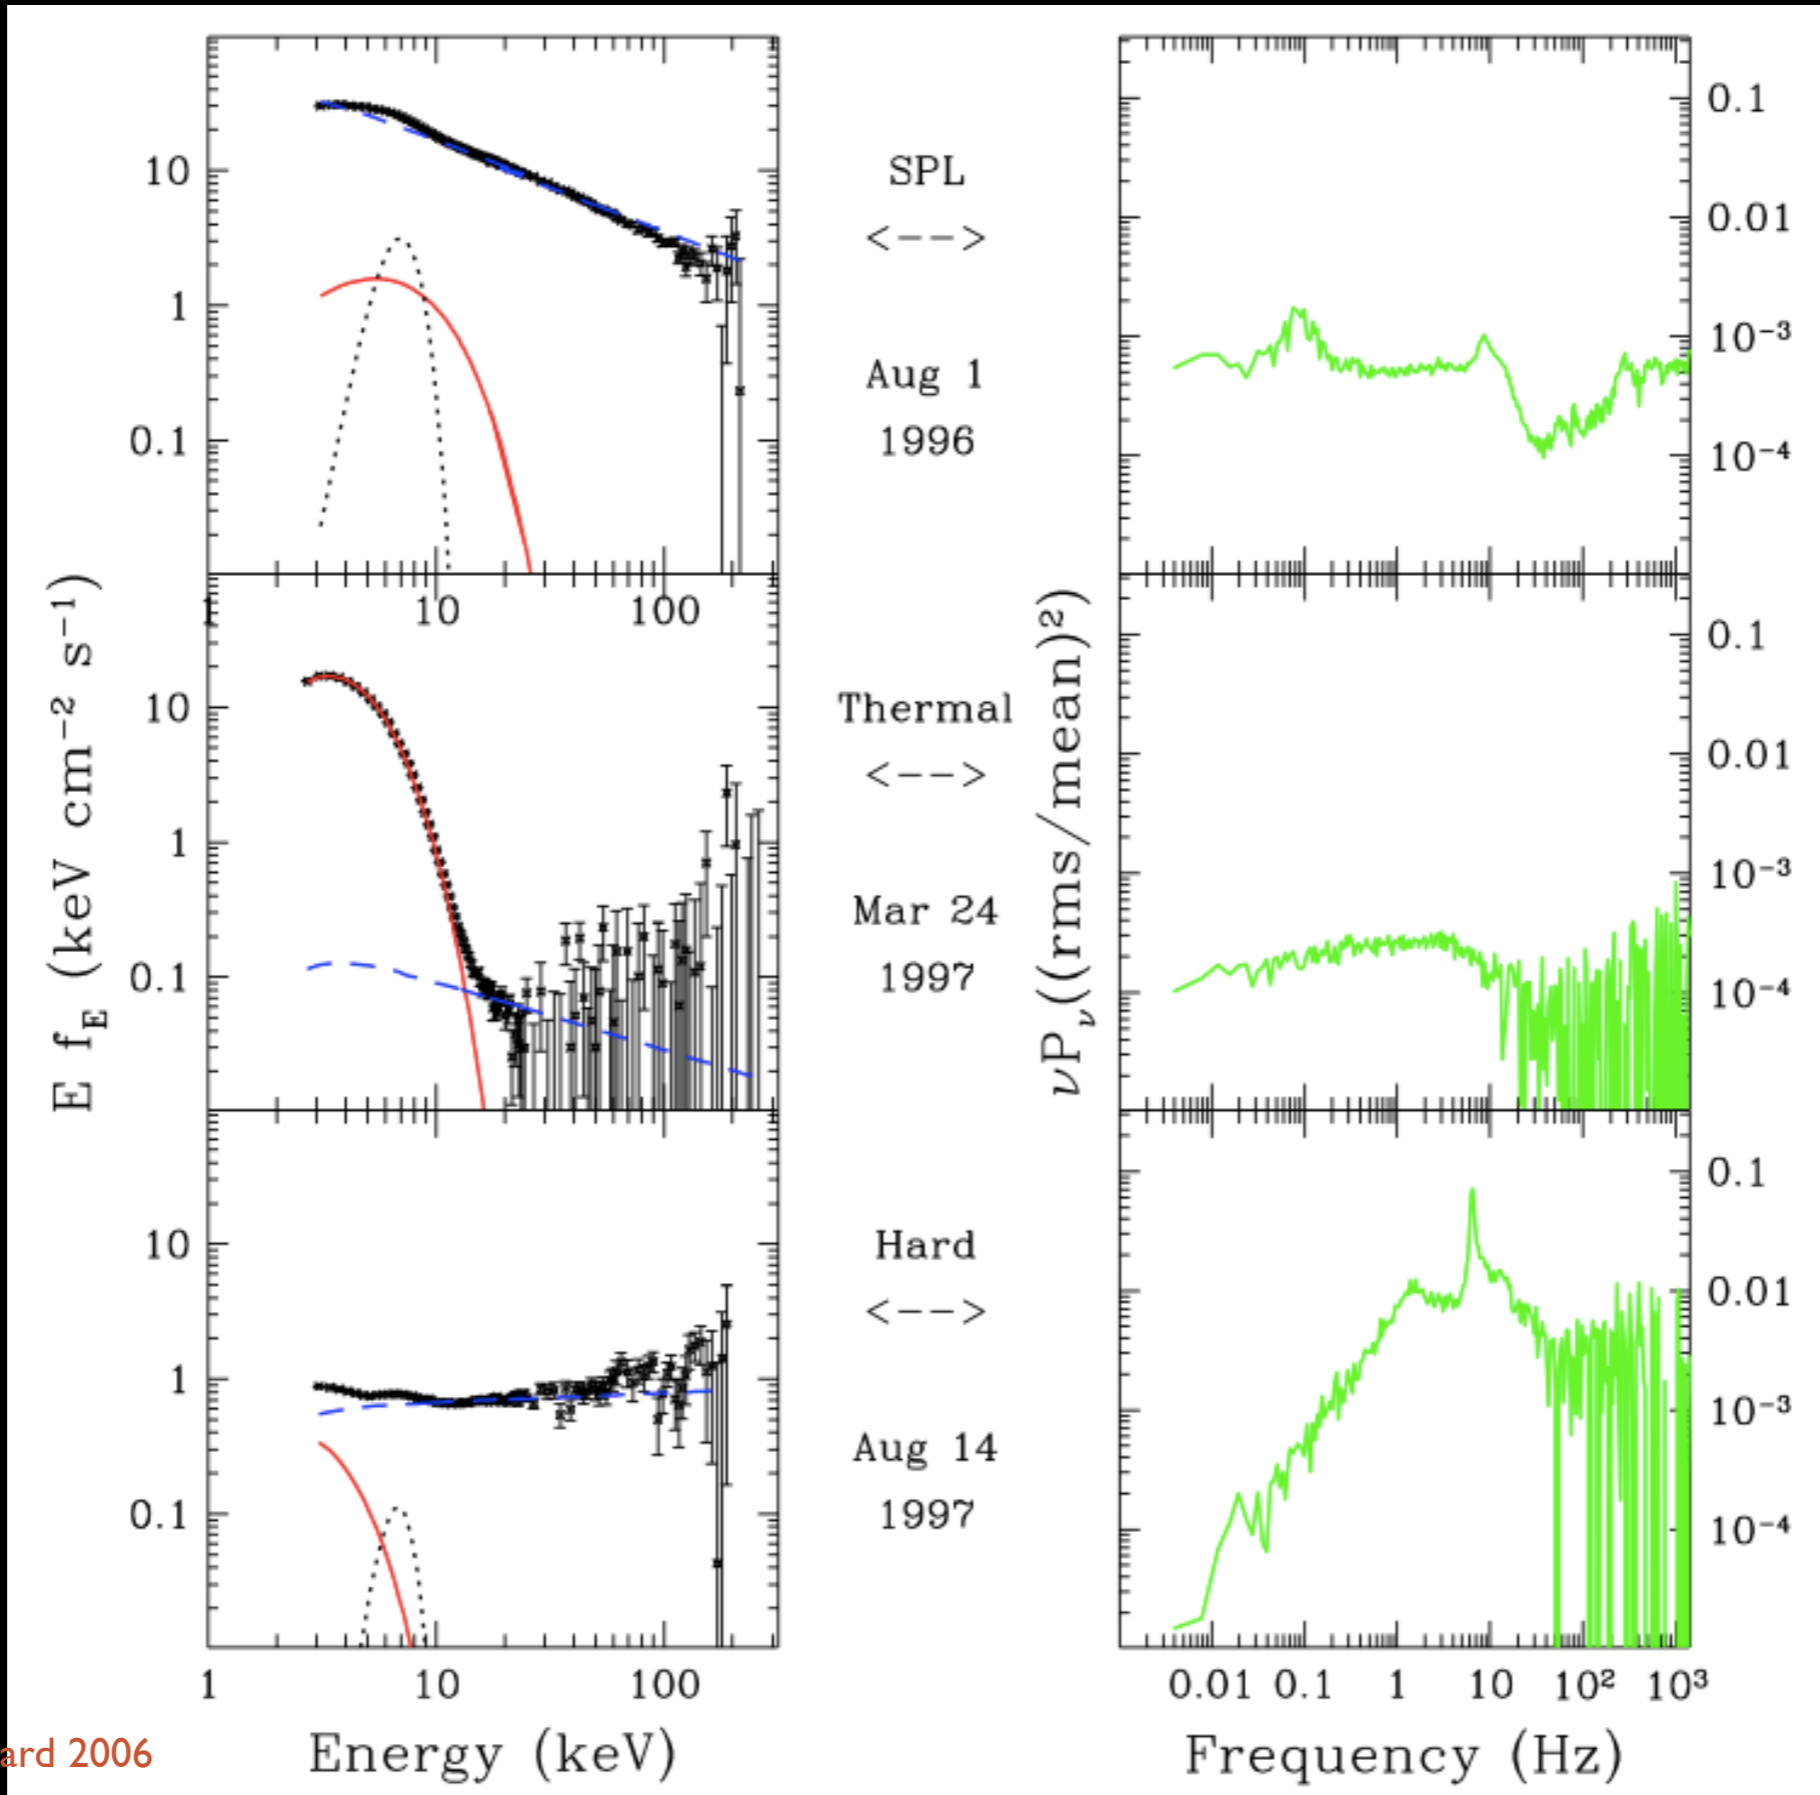 10
1
0.1
SPL
<-->
Aug 1
1996
0.1
0.01
10⁻³
10⁻⁴
1 10 100
10
1
0.1
Thermal
<-->
Mar 24
1997
0.1
0.01
10⁻³
10⁻⁴
E f_E (keV cm⁻² s⁻¹)
νP_ν((rms/mean)²)
10
1
0.1
Hard
<-->
Aug 14
1997
0.1
0.01
10⁻³
10⁻⁴
1 10 100
0.01 0.1 1 10 10² 10³
Energy (keV)
Frequency (Hz)
2006